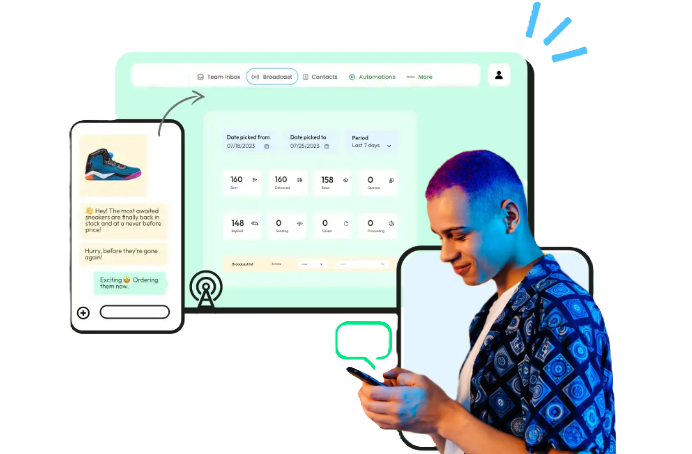 Team Inbox
Broadcast
Contacts
Automations
More
Date picked from
07/18/2023
Date picked to
07/25/2023
Period
Last 7 days
160
Sent
160
Delivered
158
Read
0
148
Replied
0
Sending
0
Failed
0
Processing
Broadcast list
👋 Hey! The most awaited
sneakers are finally back in
stock and at a never before
price!
Hurry, before they're gone
again!
Exciting 🤩 Ordering
them now.